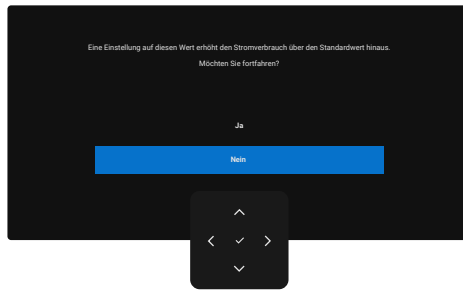 Eine Einstellung auf diesen Wert erhöht den Stromverbrauch über den Standardwert hinaus.
Möchten Sie fortfahren?
Ja
Nein